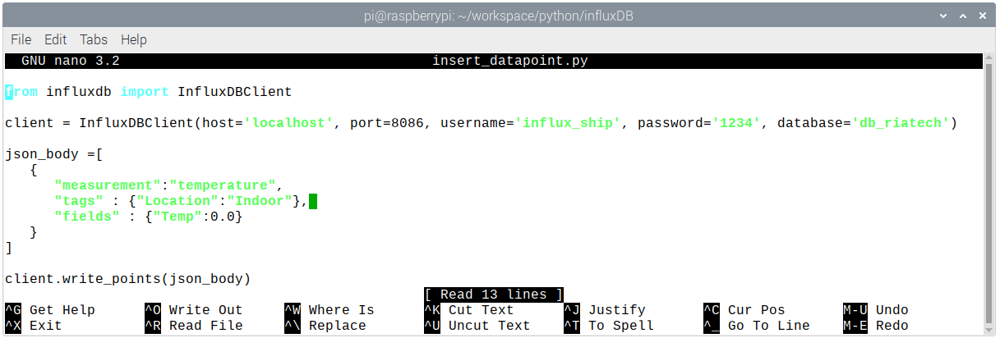 pi@raspberrypi: ~/workspace/python/influxDB
File Edit Tabs Help
GNU nano 3.2 insert_datapoint.py
from influxdb import InfluxDBClient
client = InfluxDBClient(host='localhost', port=8086, username='influx_ship', password='1234', database='db_riatech')
json_body =[
{
"measurement":"temperature",
"tags" : {"Location":"Indoor"},
"fields" : {"Temp":0.0}
}
]
client.write_points(json_body)
[ Read 13 lines ]
^G Get Help ^O Write Out ^W Where Is ^K Cut Text ^J Justify ^C Cur Pos M-U Undo
^X Exit ^R Read File ^\ Replace ^U Uncut Text ^T To Spell ^_ Go To Line M-E Redo